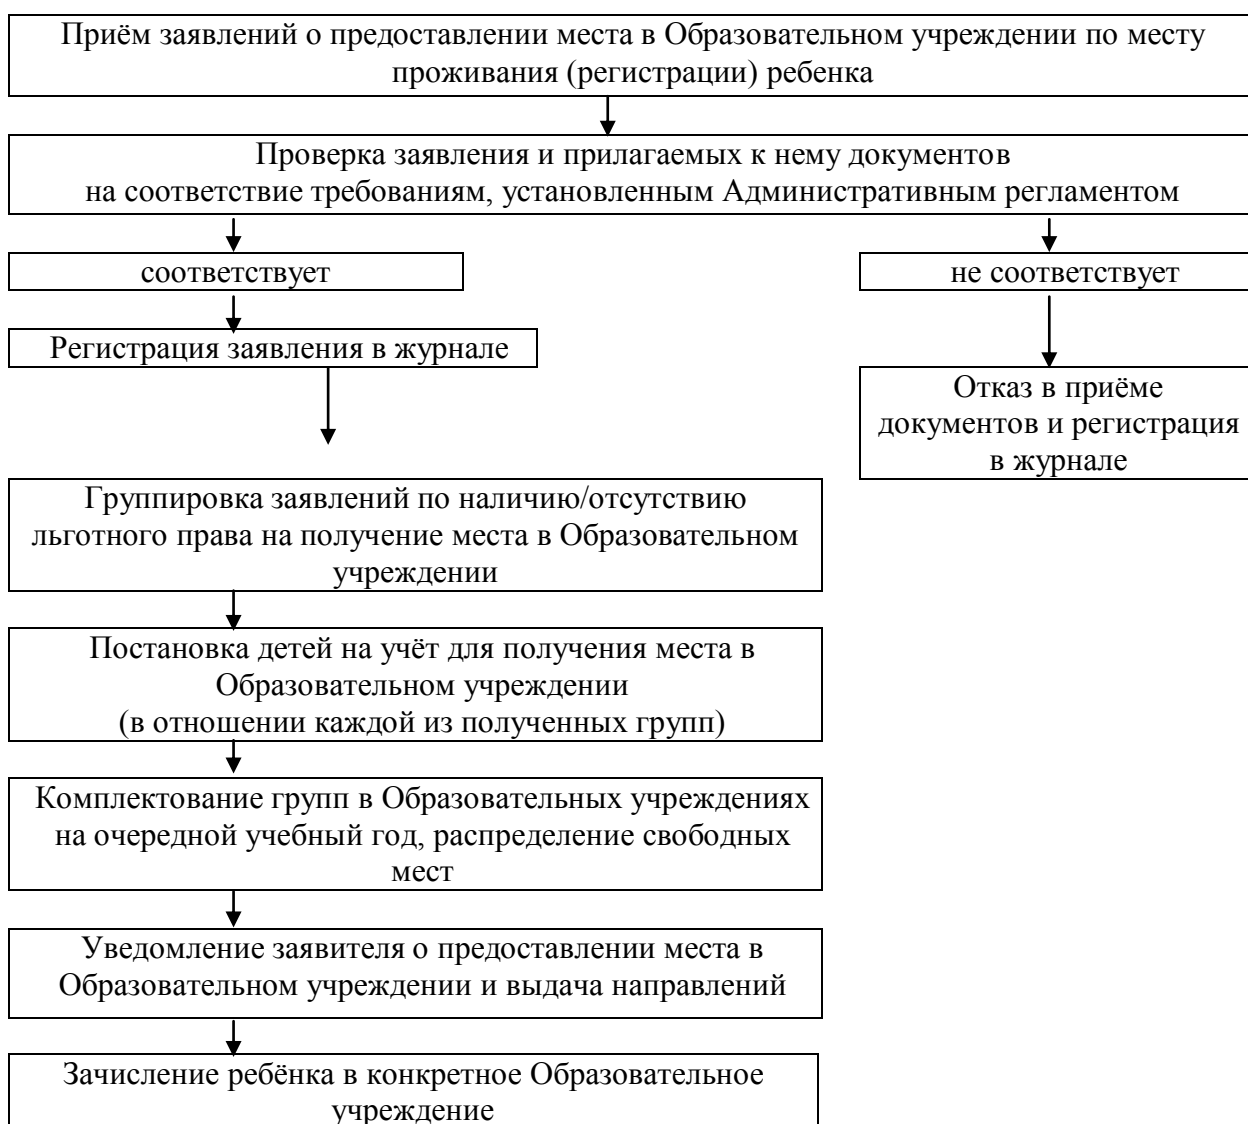 Приём заявлений о предоставлении места в Образовательном учреждении по месту
проживания (регистрации) ребенка
Проверка заявления и прилагаемых к нему документов
на соответствие требованиям, установленным Административным регламентом
соответствует
не соответствует
Регистрация заявления в журнале
Отказ в приёме
документов и регистрация
в журнале
Группировка заявлений по наличию/отсутствию
льготного права на получение места в Образовательном
учреждении
Постановка детей на учёт для получения места в
Образовательном учреждении
(в отношении каждой из полученных групп)
Комплектование групп в Образовательных учреждениях
на очередной учебный год, распределение свободных
мест
Уведомление заявителя о предоставлении места в
Образовательном учреждении и выдача направлений
Зачисление ребёнка в конкретное Образовательное
учреждение